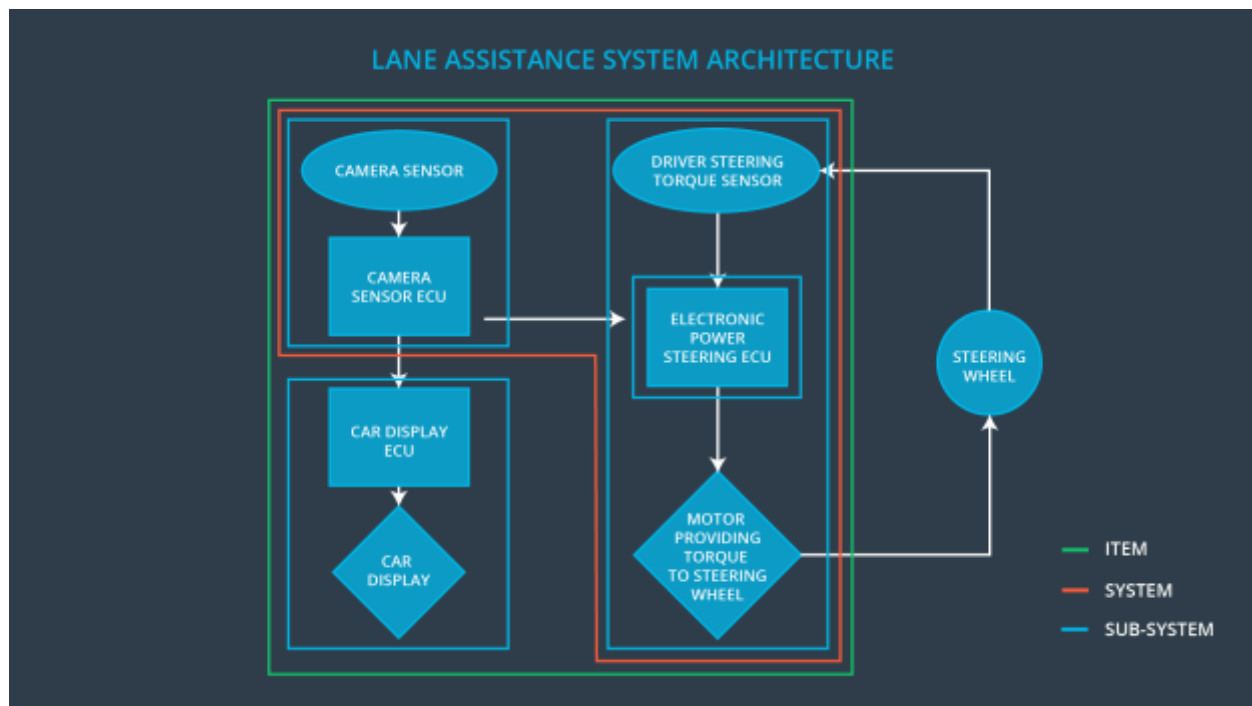 LANE ASSISTANCE SYSTEM ARCHITECTURE
CAMERA SENSOR
CAMERA
SENSOR ECU
CAR DISPLAY
ECU
CAR
DISPLAY
DRIVER STEERING
TORQUE SENSOR
ELECTRONIC
POWER
STEERING ECU
MOTOR
PROVIDING
TORQUE
TO STEERING
WHEEL
STEERING
WHEEL
ITEM
SYSTEM
SUB-SYSTEM